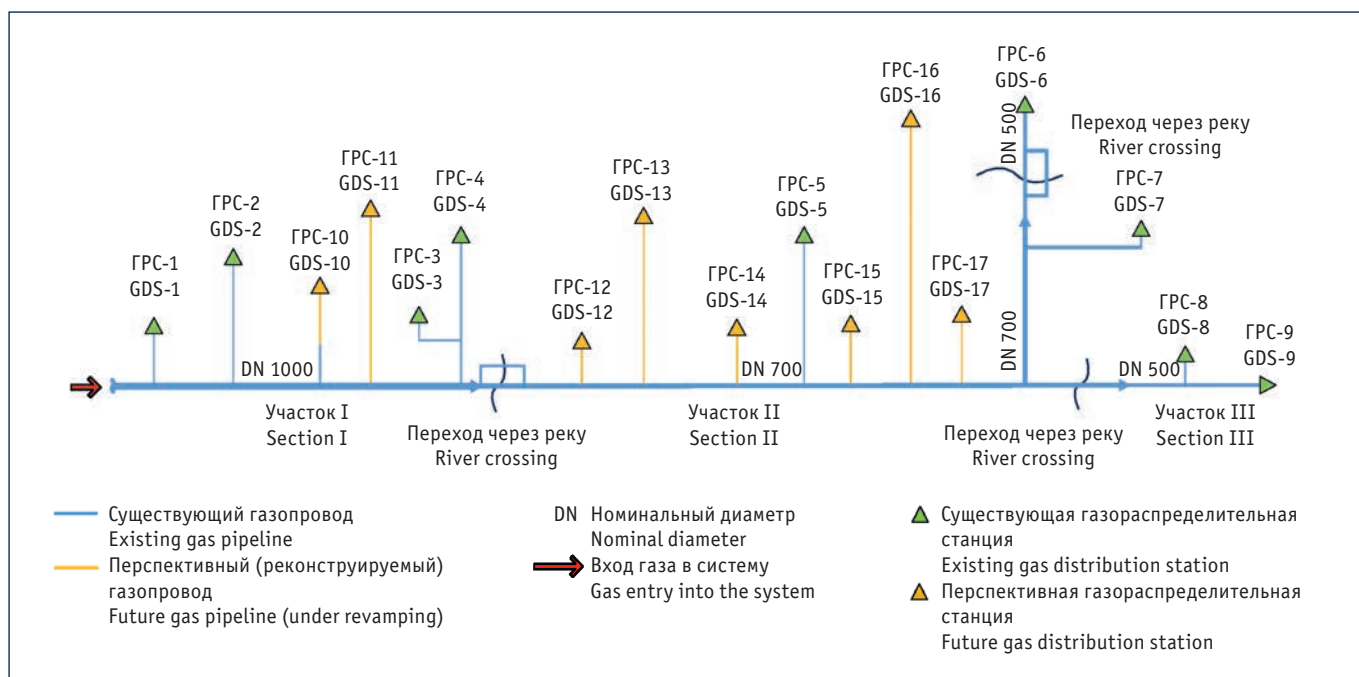 ГРС-1
GDS-1
ГРС-2
GDS-2
ГРС-10
GDS-10
ГРС-11
GDS-11
ГРС-3
GDS-3
ГРС-4
GDS-4
ГРС-12
GDS-12
ГРС-13
GDS-13
ГРС-14
GDS-14
ГРС-5
GDS-5
ГРС-15
GDS-15
ГРС-16
GDS-16
ГРС-17
GDS-17
ГРС-6
GDS-6
DN 500
DN 700
Переход через реку
River crossing
ГРС-7
GDS-7
ГРС-8
GDS-8
ГРС-9
GDS-9
DN 1000
DN 700
DN 500
Участок I
Section I
Переход через реку
River crossing
Участок II
Section II
Переход через реку
River crossing
Участок III
Section III
Существующий газопровод
Existing gas pipeline
Перспективный (реконструируемый)
газопровод
Future gas pipeline (under revamping)
DN Номинальный диаметр
Nominal diameter
Вход газа в систему
Gas entry into the system
Существующая газораспределительная
станция
Existing gas distribution station
Перспективная газораспределительная
станция
Future gas distribution station